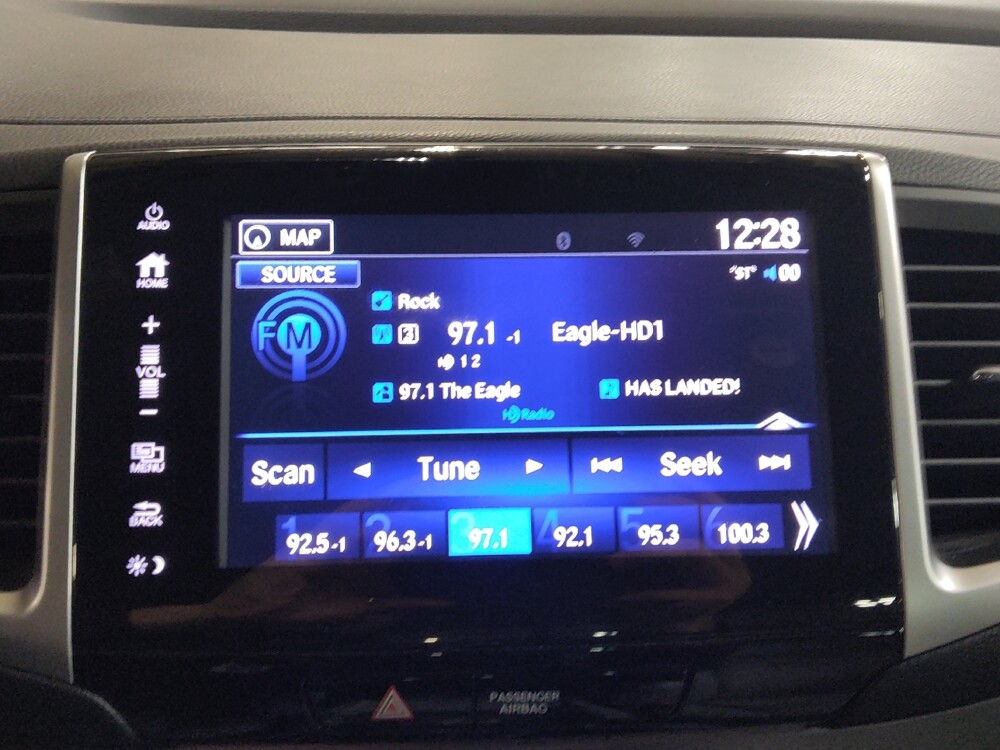 AUDIO
HOME
+
VOL
-
MENU
BACK
MAP
12:28
SOURCE
"ST" 00
FM
Rock
3 97.1 -1 Eagle-HD1
HD 1 2
97.1 The Eagle HAS LANDED!
HD Radio
Scan Tune Seek
1 92.5-1 2 96.3-1 3 97.1 4 92.1 5 95.3 6 100.3
PASSENGER
AIRBAG